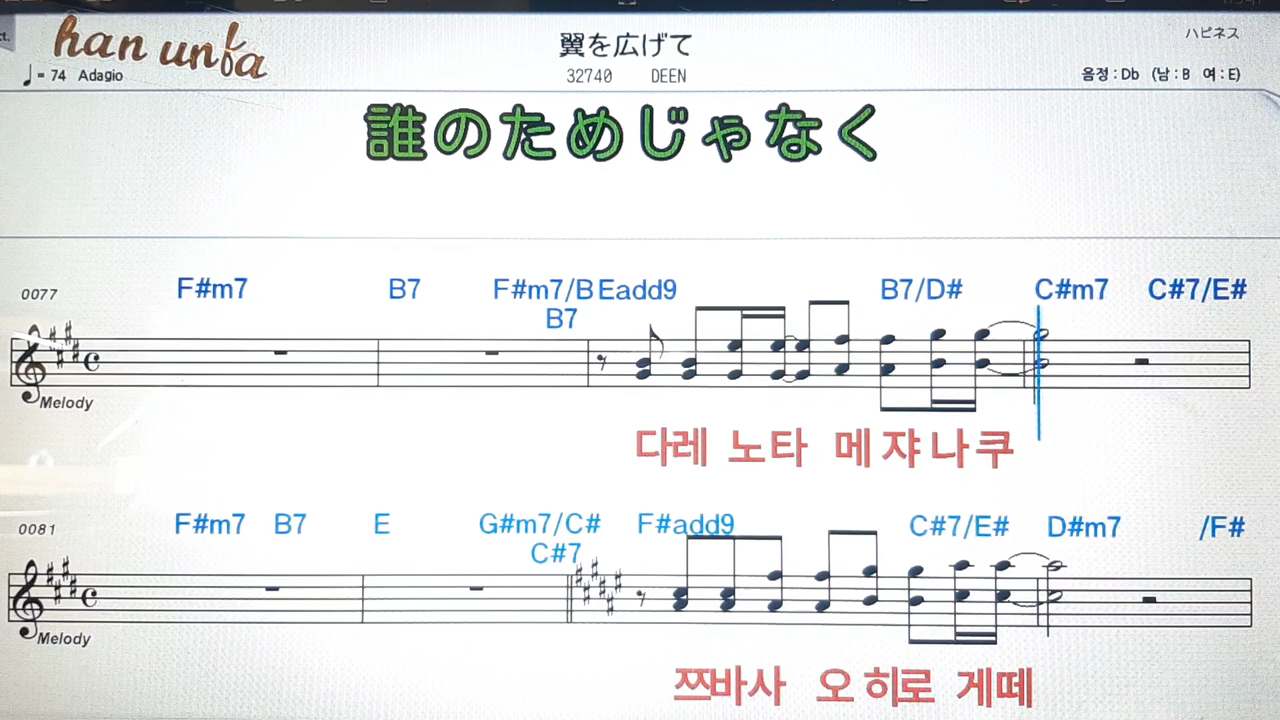 ct.
han unfa
翼を広げて
ハピネス
♩= 74 Adagio
32740 DEEN
음정 : Db (남 : B 여 : E)
誰のためじゃなく
0077
F#m7 B7 F#m7/B Eadd9 B7/D# C#m7 C#7/E#
B7
Melody
다레 노타 메 쟈 나 쿠
0081
F#m7 B7 E G#m7/C# F#add9 C#7/E# D#m7 /F#
C#7
Melody
쯔바사 오 히로 게떼